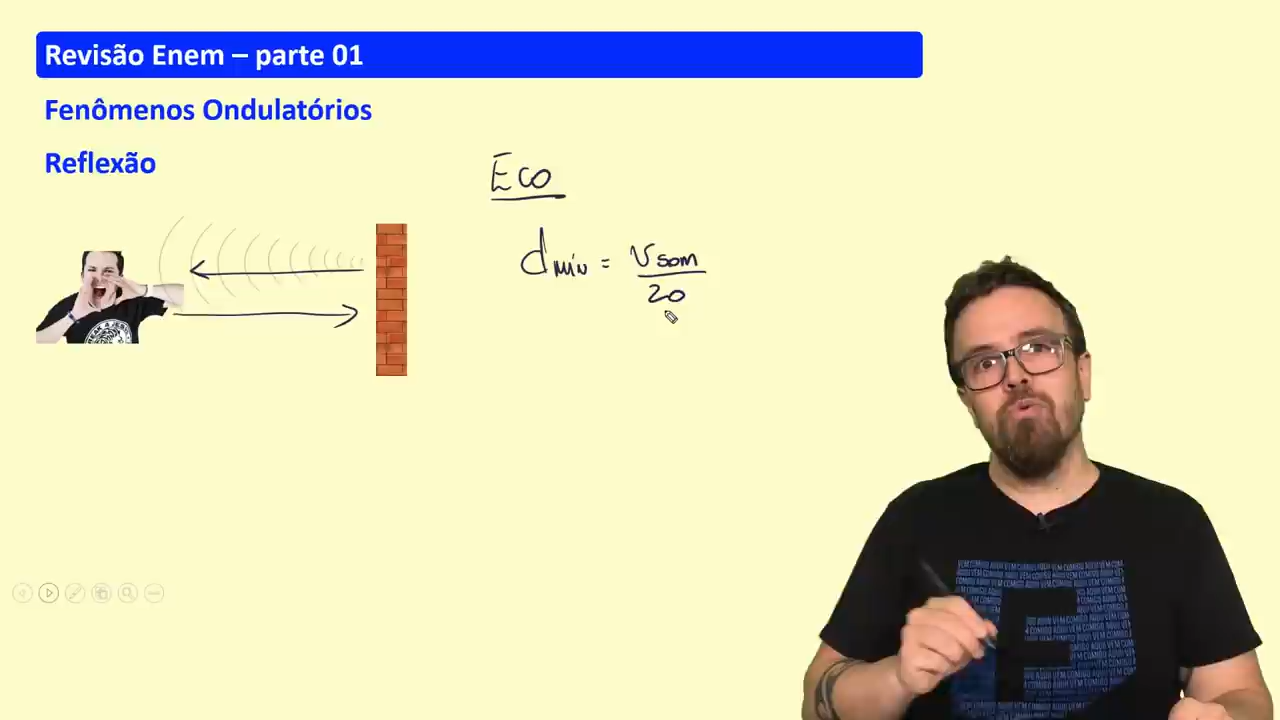 Revisão Enem – parte 01
Fenômenos Ondulatórios
Reflexão
Eco
dmín = vsom
20